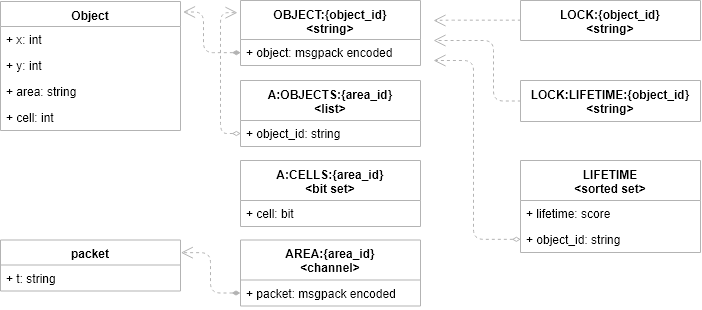 Object
+ x: int
+ y: int
+ area: string
+ cell: int
OBJECT:{object_id}
<string>
+ object: msgpack encoded
LOCK:{object_id}
<string>
A:OBJECTS:{area_id}
<list>
+ object_id: string
LOCK:LIFETIME:{object_id}
<string>
A:CELLS:{area_id}
<bit set>
+ cell: bit
LIFETIME
<sorted set>
+ lifetime: score
+ object_id: string
packet
+ t: string
AREA:{area_id}
<channel>
+ packet: msgpack encoded